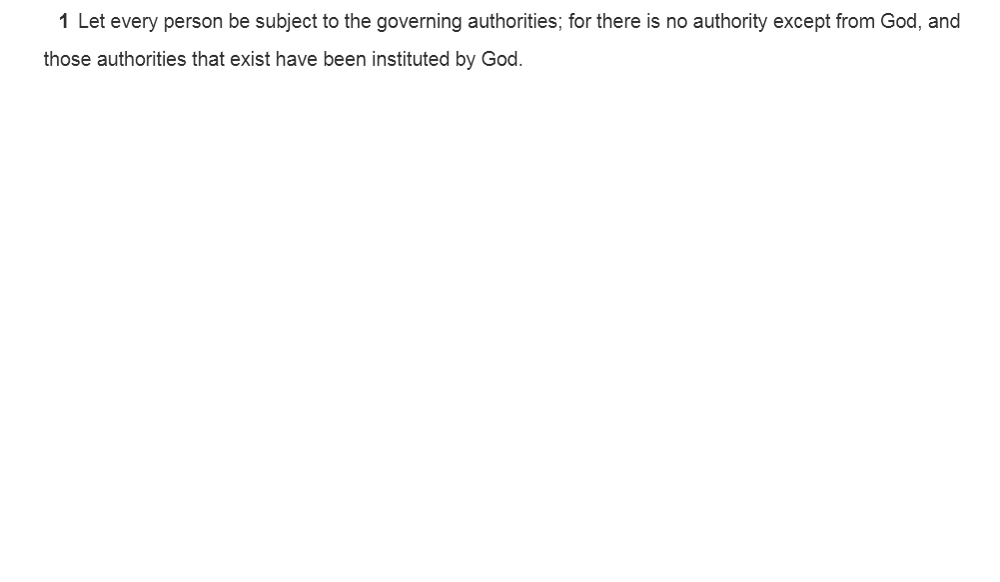 1 Let every person be subject to the governing authorities; for there is no authority except from God, and
those authorities that exist have been instituted by God.